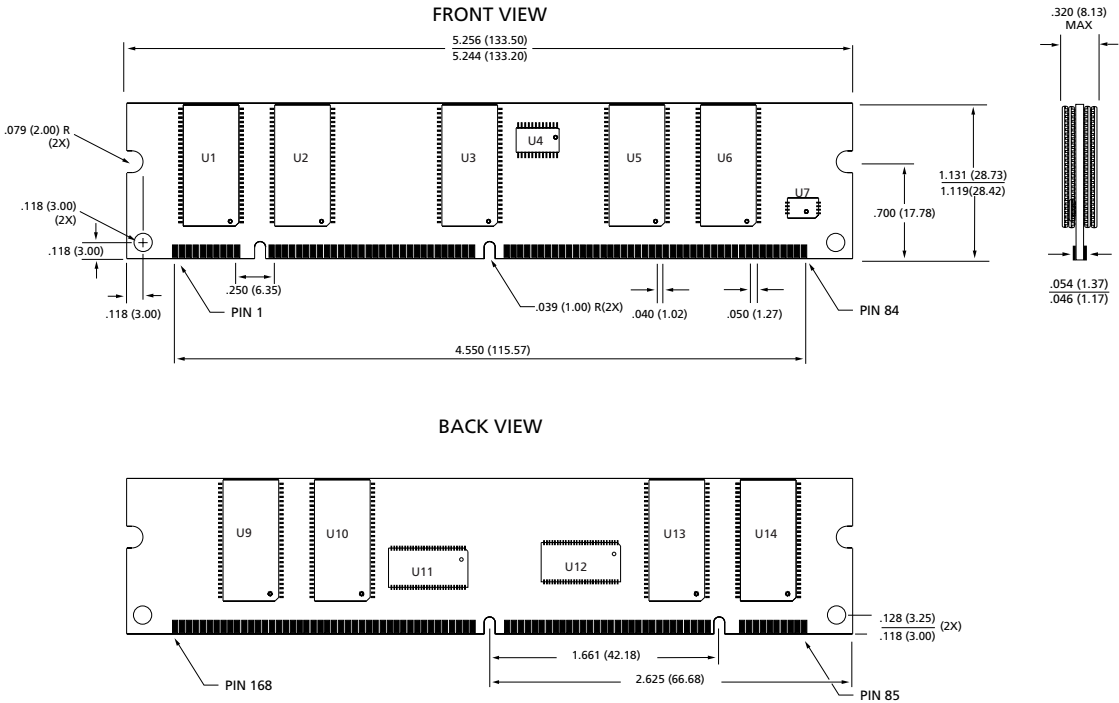 FRONT VIEW
5.256 (133.50)
5.244 (133.20)
.320 (8.13)
MAX
.079 (2.00) R
(2X)
U1
U2
U3
U4
U5
U6
U7
1.131 (28.73)
1.119(28.42)
.700 (17.78)
.118 (3.00)
(2X)
.118 (3.00)
.118 (3.00)
.250 (6.35)
PIN 1
.039 (1.00) R(2X)
.040 (1.02)
.050 (1.27)
PIN 84
.054 (1.37)
.046 (1.17)
4.550 (115.57)
BACK VIEW
U9
U10
U11
U12
U13
U14
.128 (3.25)
.118 (3.00)
(2X)
1.661 (42.18)
2.625 (66.68)
PIN 168
PIN 85